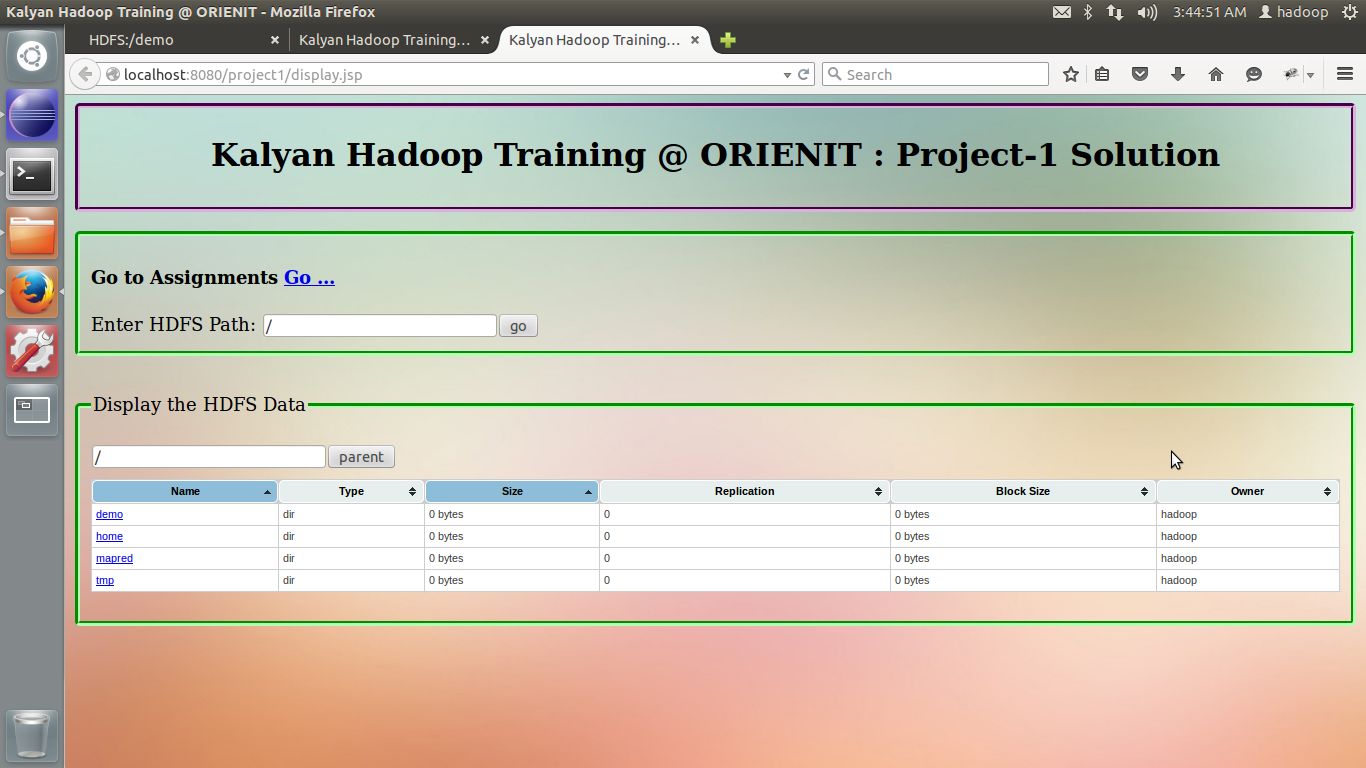 Kalyan Hadoop Training @ ORIENIT - Mozilla Firefox 3:44:51 AM hadoop
HDFS:/demo Kalyan Hadoop Training... Kalyan Hadoop Training...
localhost:8080/project1/display.jsp Search
Kalyan Hadoop Training @ ORIENIT : Project-1 Solution
Go to Assignments Go ...
Enter HDFS Path: / go
Display the HDFS Data
/ parent
Name Type Size Replication Block Size Owner
demo dir 0 bytes 0 0 bytes hadoop
home dir 0 bytes 0 0 bytes hadoop
mapred dir 0 bytes 0 0 bytes hadoop
tmp dir 0 bytes 0 0 bytes hadoop